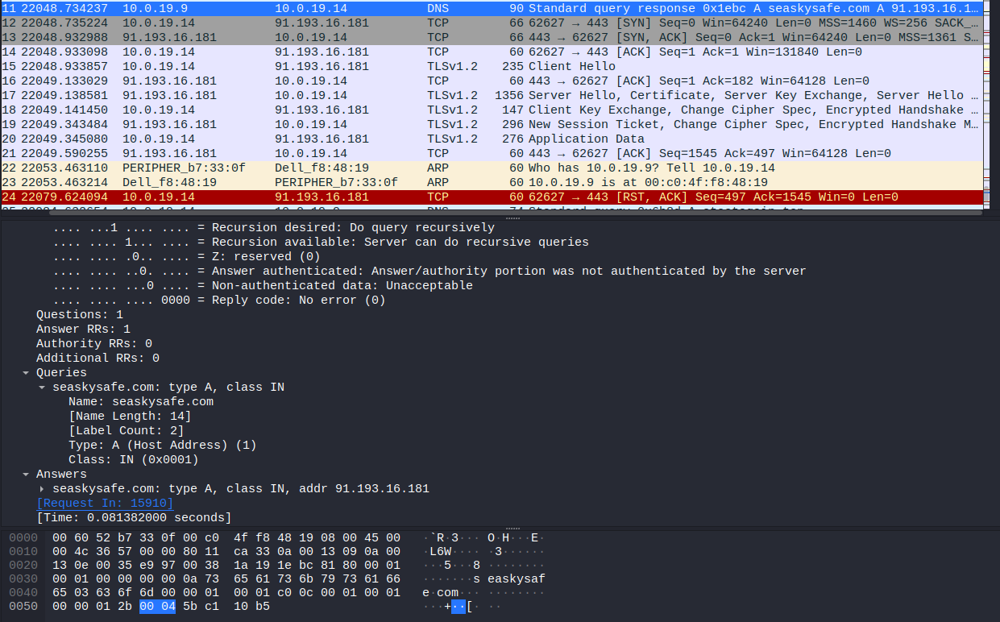 11 22048.734237 10.0.19.9 10.0.19.14 DNS 90 Standard query response 0x1ebc A seaskysafe.com A 91.193.16.1…
12 22048.735224 10.0.19.14 91.193.16.181 TCP 66 62627 → 443 [SYN] Seq=0 Win=64240 Len=0 MSS=1460 WS=256 SACK_…
13 22048.932988 91.193.16.181 10.0.19.14 TCP 66 443 → 62627 [SYN, ACK] Seq=0 Ack=1 Win=64240 Len=0 MSS=1361 S…
14 22048.933098 10.0.19.14 91.193.16.181 TCP 60 62627 → 443 [ACK] Seq=1 Ack=1 Win=131840 Len=0
15 22048.933857 10.0.19.14 91.193.16.181 TLSv1.2 235 Client Hello
16 22049.133029 91.193.16.181 10.0.19.14 TCP 60 443 → 62627 [ACK] Seq=1 Ack=182 Win=64128 Len=0
17 22049.138581 91.193.16.181 10.0.19.14 TLSv1.2 1356 Server Hello, Certificate, Server Key Exchange, Server Hello …
18 22049.141450 10.0.19.14 91.193.16.181 TLSv1.2 147 Client Key Exchange, Change Cipher Spec, Encrypted Handshake …
19 22049.343484 91.193.16.181 10.0.19.14 TLSv1.2 296 New Session Ticket, Change Cipher Spec, Encrypted Handshake M…
20 22049.345080 10.0.19.14 91.193.16.181 TLSv1.2 276 Application Data
21 22049.590255 91.193.16.181 10.0.19.14 TCP 60 443 → 62627 [ACK] Seq=1545 Ack=497 Win=64128 Len=0
22 22053.463110 PERIPHER_b7:33:0f Dell_f8:48:19 ARP 60 Who has 10.0.19.9? Tell 10.0.19.14
23 22053.463214 Dell_f8:48:19 PERIPHER_b7:33:0f ARP 60 10.0.19.9 is at 00:c0:4f:f8:48:19
24 22079.624094 10.0.19.14 91.193.16.181 TCP 60 62627 → 443 [RST, ACK] Seq=497 Ack=1545 Win=0 Len=0
.... ...1 .... .... = Recursion desired: Do query recursively
.... .... 1... .... = Recursion available: Server can do recursive queries
.... .... .0.. .... = Z: reserved (0)
.... .... ..0. .... = Answer authenticated: Answer/authority portion was not authenticated by the server
.... .... ...0 .... = Non-authenticated data: Unacceptable
.... .... .... 0000 = Reply code: No error (0)
Questions: 1
Answer RRs: 1
Authority RRs: 0
Additional RRs: 0
Queries
seaskysafe.com: type A, class IN
Name: seaskysafe.com
[Name Length: 14]
[Label Count: 2]
Type: A (Host Address) (1)
Class: IN (0x0001)
Answers
seaskysafe.com: type A, class IN, addr 91.193.16.181
[Request In: 15910]
[Time: 0.081382000 seconds]
0000 00 60 52 b7 33 0f 00 c0 4f f8 48 19 08 00 45 00 ·`R·3··· O·H···E·
0010 00 4c 36 57 00 00 80 11 ca 33 0a 00 13 09 0a 00 ·L6W···· ·3······
0020 13 0e 00 35 e9 97 00 38 1a 19 1e bc 81 80 00 01 ···5···8 ········
0030 00 01 00 00 00 00 0a 73 65 61 73 6b 79 73 61 66 ·······s easkysaf
0040 65 03 63 6f 6d 00 00 01 00 01 c0 0c 00 01 00 01 e·com··· ········
0050 00 00 01 2b 00 04 5b c1 10 b5 ···+··[· ··